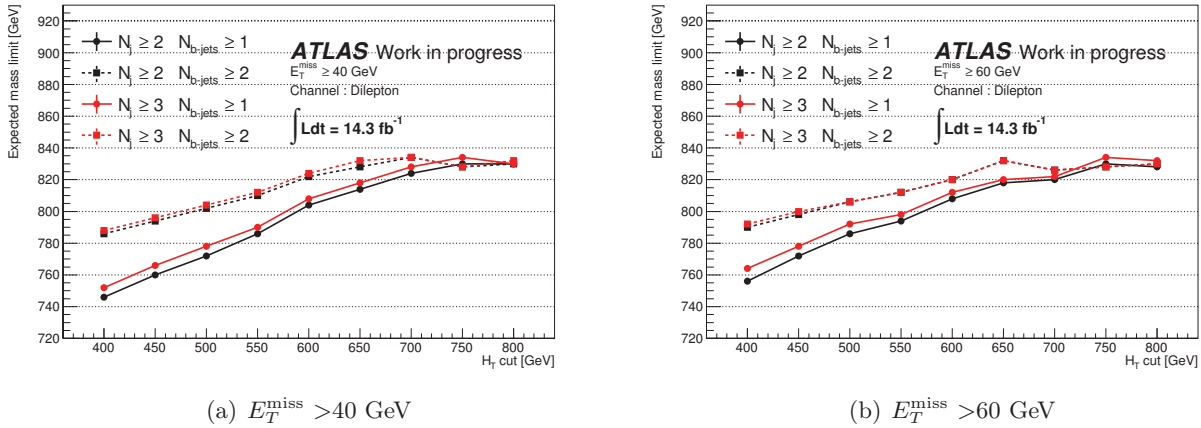 Expected mass limit [GeV]
920
900
880
860
840
820
800
780
760
740
720
N_j ≥ 2 N_b-jets ≥ 1
N_j ≥ 2 N_b-jets ≥ 2
N_j ≥ 3 N_b-jets ≥ 1
N_j ≥ 3 N_b-jets ≥ 2
ATLAS Work in progress
E_T^miss ≥ 40 GeV
Channel : Dilepton
∫ Ldt = 14.3 fb^-1
400 450 500 550 600 650 700 750 800
H_T cut [GeV]
(a) E_T^miss >40 GeV
Expected mass limit [GeV]
920
900
880
860
840
820
800
780
760
740
720
N_j ≥ 2 N_b-jets ≥ 1
N_j ≥ 2 N_b-jets ≥ 2
N_j ≥ 3 N_b-jets ≥ 1
N_j ≥ 3 N_b-jets ≥ 2
ATLAS Work in progress
E_T^miss ≥ 60 GeV
Channel : Dilepton
∫ Ldt = 14.3 fb^-1
400 450 500 550 600 650 700 750 800
H_T cut [GeV]
(b) E_T^miss >60 GeV